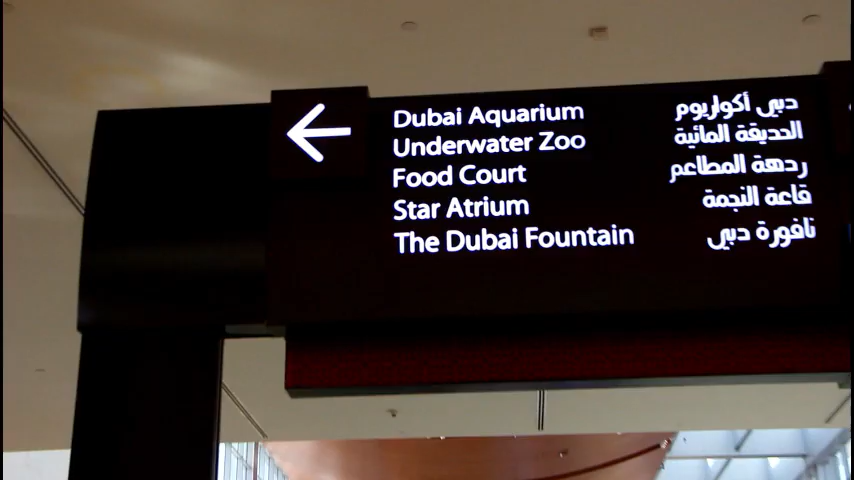 Dubai Aquarium دبي أكواريوم
Underwater Zoo الحديقة المائية
Food Court ردهة المطاعم
Star Atrium قاعة النجمة
The Dubai Fountain نافورة دبي